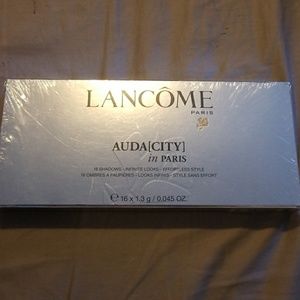 LANCÔME
PARIS
AUDA[CITY]
in PARIS
16 SHADOWS - INFINITE LOOKS - EFFORTLESS STYLE
16 OMBRES À PAUPIÈRES - LOOKS INFINIS - STYLE SANS EFFORT
℮ 16 x 1.3 g / 0.045 OZ.